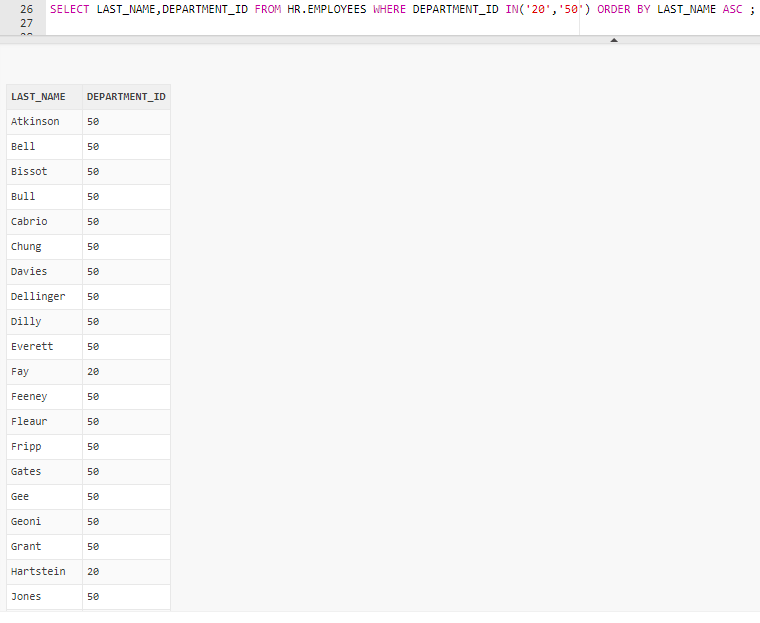 26 SELECT LAST_NAME,DEPARTMENT_ID FROM HR.EMPLOYEES WHERE DEPARTMENT_ID IN('20','50') ORDER BY LAST_NAME ASC ;
27
LAST_NAME DEPARTMENT_ID
Atkinson 50
Bell 50
Bissot 50
Bull 50
Cabrio 50
Chung 50
Davies 50
Dellinger 50
Dilly 50
Everett 50
Fay 20
Feeney 50
Fleaur 50
Fripp 50
Gates 50
Gee 50
Geoni 50
Grant 50
Hartstein 20
Jones 50